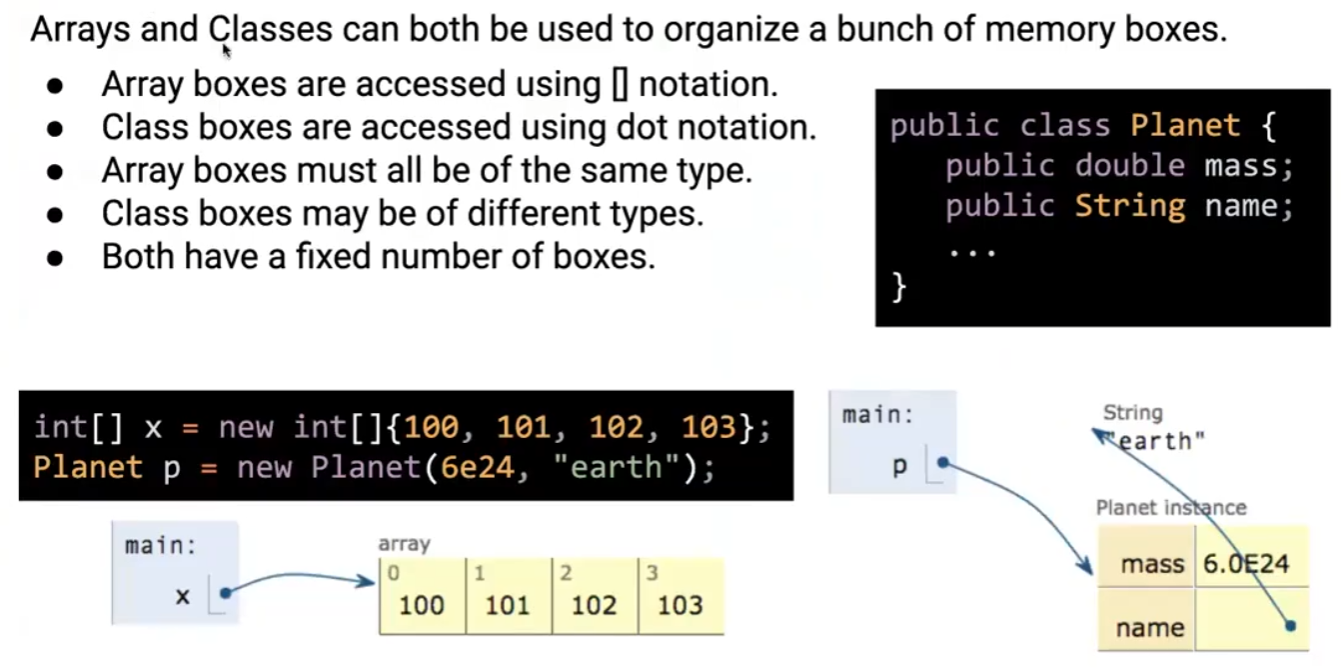 Arrays and Classes can both be used to organize a bunch of memory boxes.
● Array boxes are accessed using [] notation.
● Class boxes are accessed using dot notation.
● Array boxes must all be of the same type.
● Class boxes may be of different types.
● Both have a fixed number of boxes.
public class Planet {
public double mass;
public String name;
...
}
int[] x = new int[]{100, 101, 102, 103};
Planet p = new Planet(6e24, "earth");
main:
x
array
0 1 2 3
100 101 102 103
main:
p
String
"earth"
Planet instance
mass 6.0E24
name